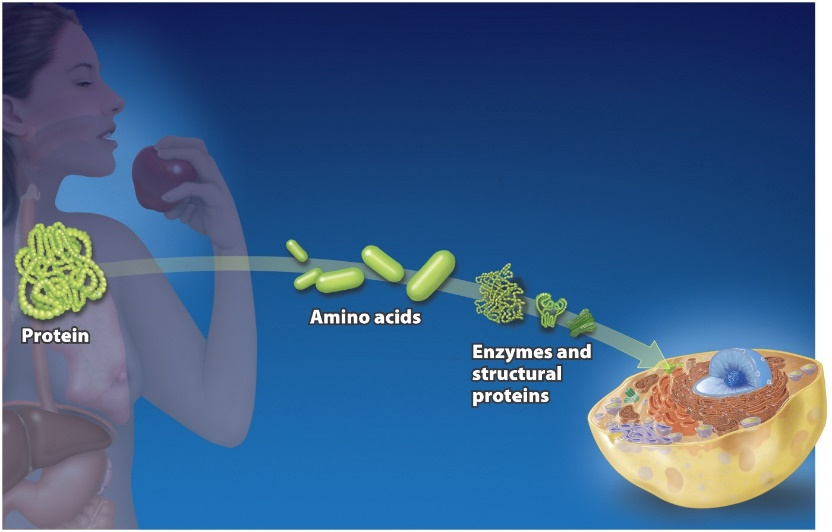 Protein
Amino acids
Enzymes and
structural
proteins